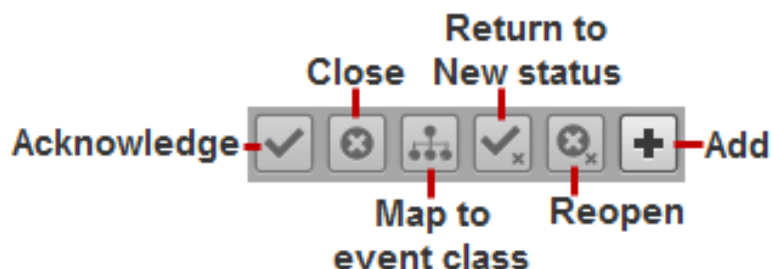 Return to
New status
Close
Acknowledge
Add
Map to
event class
Reopen